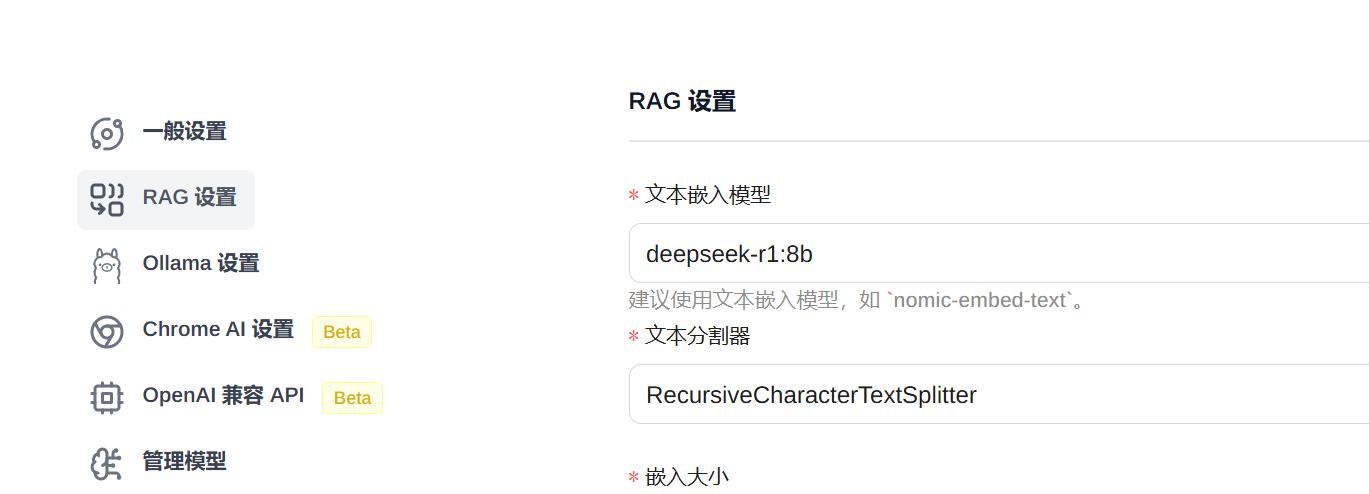 一般设置
RAG 设置
Ollama 设置
Chrome AI 设置 Beta
OpenAI 兼容 API Beta
管理模型
RAG 设置
* 文本嵌入模型
deepseek-r1:8b
建议使用文本嵌入模型，如 `nomic-embed-text`。
* 文本分割器
RecursiveCharacterTextSplitter
* 嵌入大小